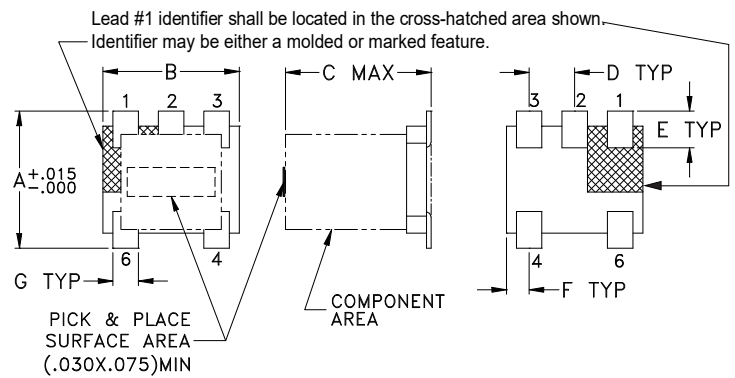 Lead #1 identifier shall be located in the cross-hatched area shown.
Identifier may be either a molded or marked feature.
B
C MAX
D TYP
1 2 3
3 2 1
E TYP
A +.015 -.000
6 4
4 6
G TYP
F TYP
PICK & PLACE
SURFACE AREA
(.030X.075)MIN
COMPONENT
AREA